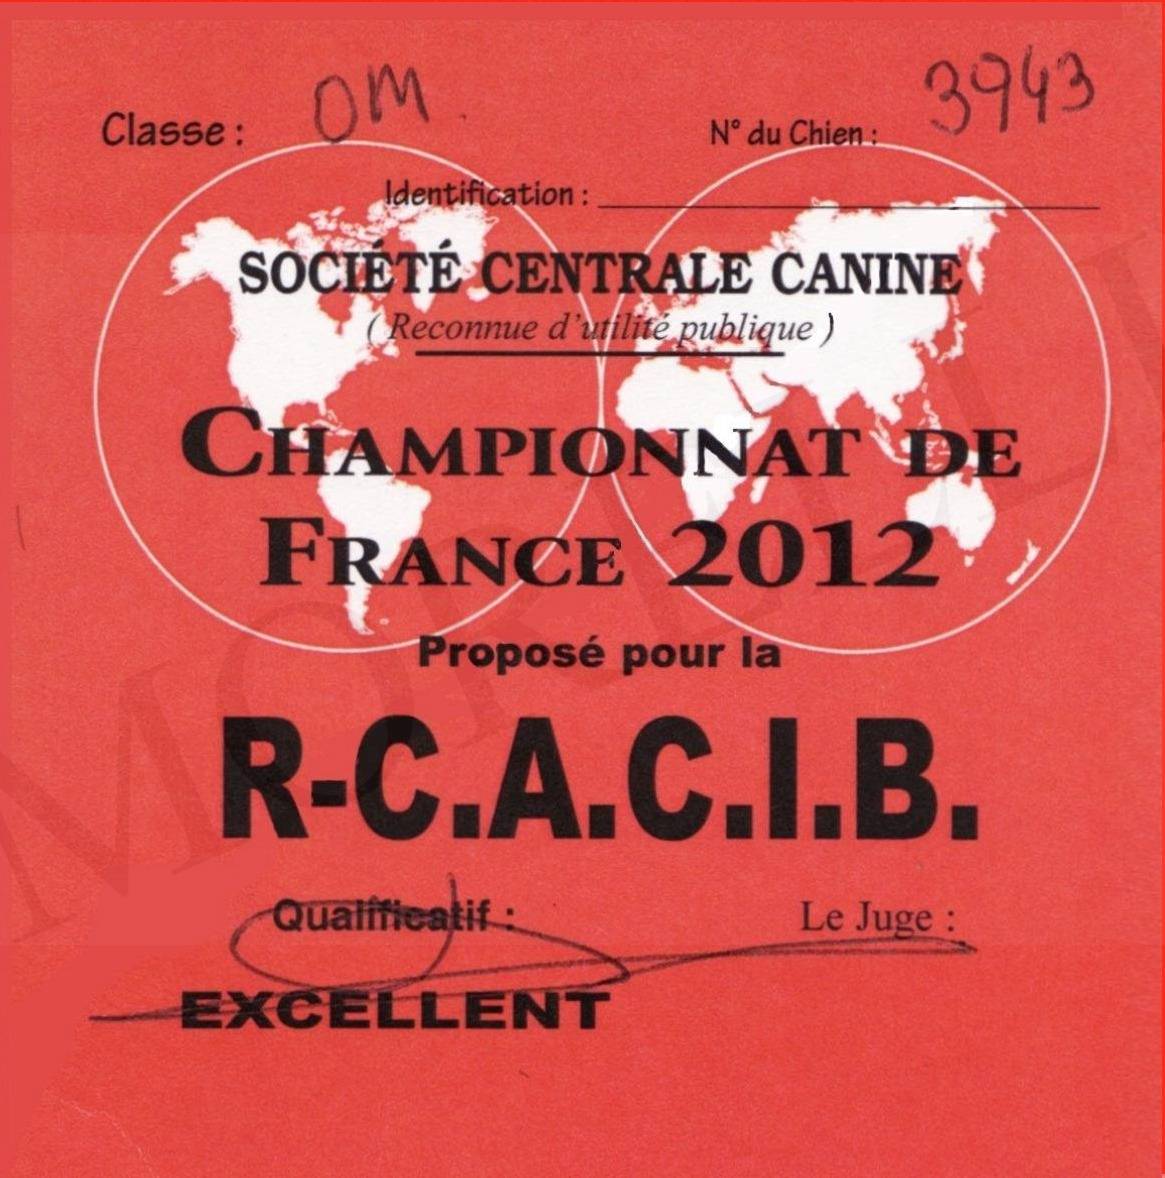 Classe : OM
N° du Chien : 3943
Identification :
SOCIÉTÉ CENTRALE CANINE
( Reconnue d'utilité publique )
CHAMPIONNAT DE
FRANCE 2012
Proposé pour la
R-C.A.C.I.B.
Qualificatif :
Le Juge :
EXCELLENT
MORELLI